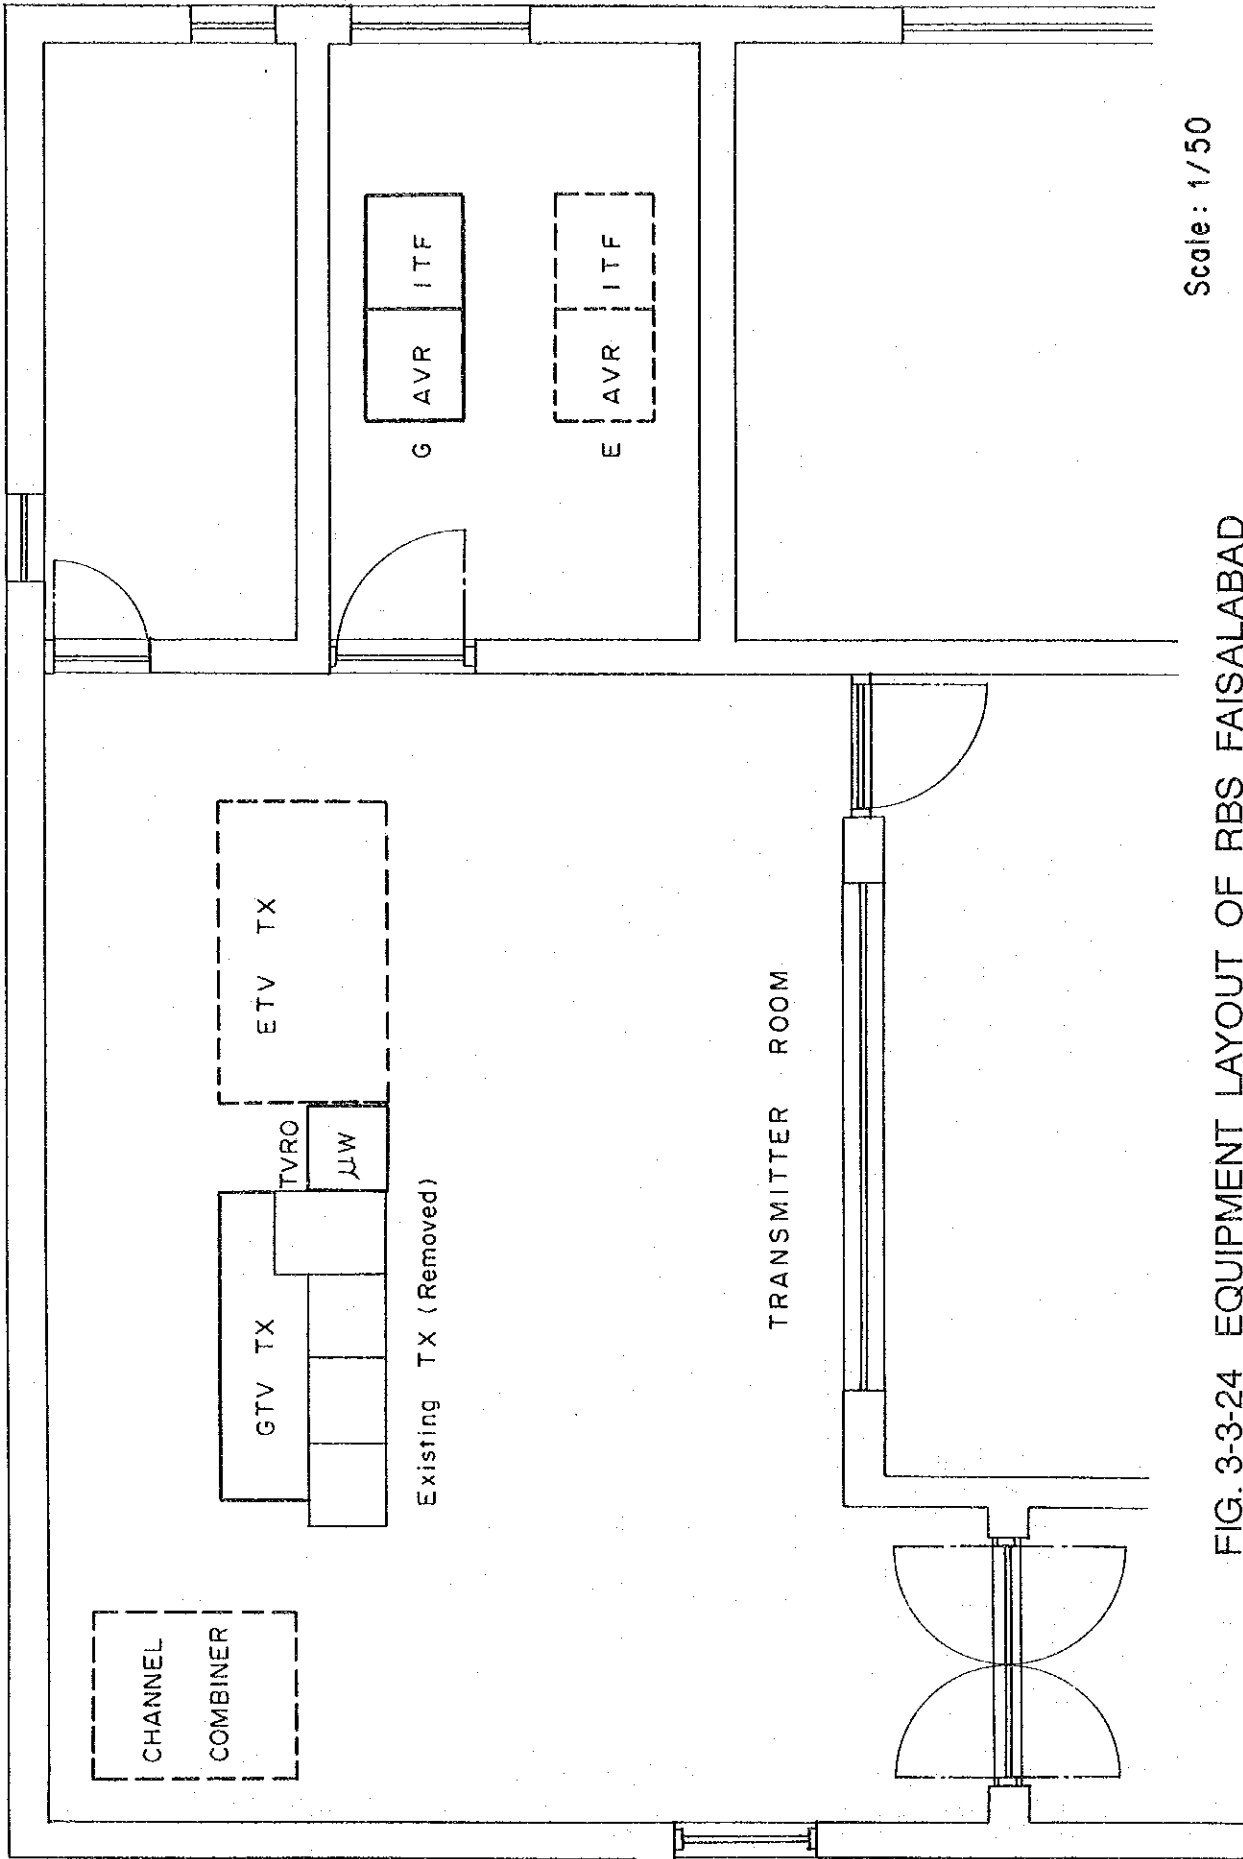 CHANNEL
COMBINER
GTV TX
TVRO
μW
ETV TX
Existing TX (Removed)
TRANSMITTER ROOM
G
AVR
ITF
E
AVR
ITF
Scale: 1/50
FIG. 3-3-24 EQUIPMENT LAYOUT OF RBS FAISALABAD